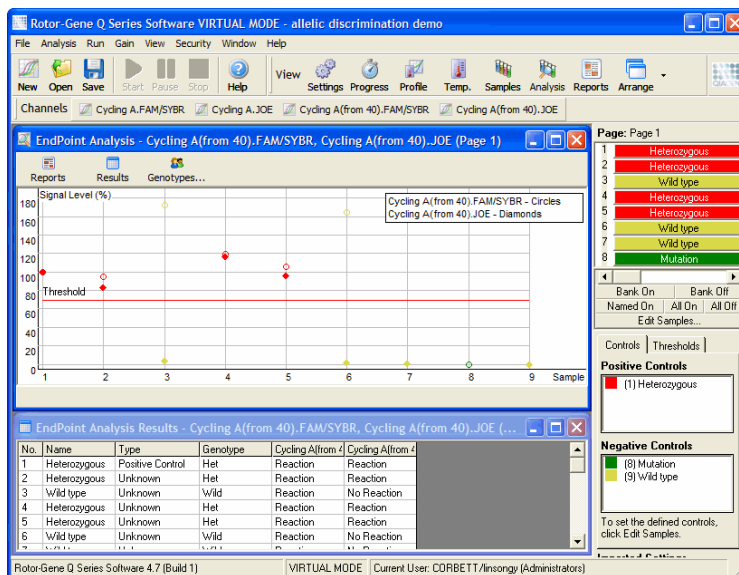 Rotor-Gene Q Series Software VIRTUAL MODE - allelic discrimination demo
File Analysis Run Gain View Security Window Help
New Open Save Start Pause Stop Help View Settings Progress Profile Temp. Samples Analysis Reports Arrange
Channels Cycling A.FAM/SYBR Cycling A.JOE Cycling A(from 40).FAM/SYBR Cycling A(from 40).JOE
EndPoint Analysis - Cycling A(from 40).FAM/SYBR, Cycling A(from 40).JOE (Page 1)
Reports Results Genotypes...
Signal Level (%)
Cycling A(from 40).FAM/SYBR - Circles
Cycling A(from 40).JOE - Diamonds
180
160
140
120
100
80
Threshold
60
40
20
0
1 2 3 4 5 6 7 8 9 Sample
EndPoint Analysis Results - Cycling A(from 40).FAM/SYBR, Cycling A(from 40).JOE (...
No. Name Type Genotype Cycling A(from 4 Cycling A(from 4
1 Heterozygous Positive Control Het Reaction Reaction
2 Heterozygous Unknown Het Reaction Reaction
3 Wild type Unknown Wild Reaction No Reaction
4 Heterozygous Unknown Het Reaction Reaction
5 Heterozygous Unknown Het Reaction Reaction
6 Wild type Unknown Wild Reaction No Reaction
Page: Page 1
1 Heterozygous
2 Heterozygous
3 Wild type
4 Heterozygous
5 Heterozygous
6 Wild type
7 Wild type
8 Mutation
Bank On Bank Off
Named On All On All Off
Edit Samples...
Controls Thresholds
Positive Controls
(1) Heterozygous
Negative Controls
(8) Mutation
(9) Wild type
To set the defined controls,
click Edit Samples.
Imported Settings
Rotor-Gene Q Series Software 4.7 (Build 1) VIRTUAL MODE Current User: CORBETT/linsongy (Administrators)